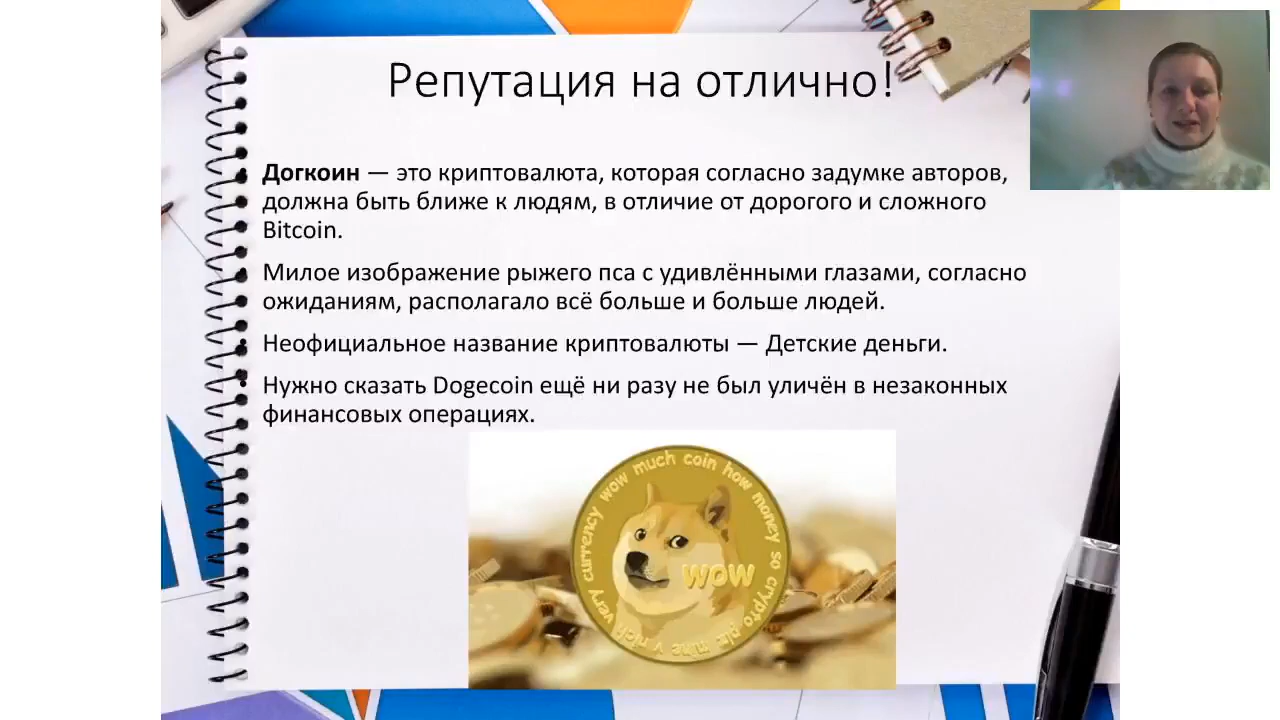 Репутация на отлично!
• Догкоин — это криптовалюта, которая согласно задумке авторов,
должна быть ближе к людям, в отличие от дорогого и сложного
Bitcoin.
• Милое изображение рыжего пса с удивлёнными глазами, согласно
ожиданиям, располагало всё больше и больше людей.
• Неофициальное название криптовалюты — Детские деньги.
• Нужно сказать Dogecoin ещё ни разу не был уличён в незаконных
финансовых операциях.
very currency wow much coin how money so crypto plz mine v rich
wow